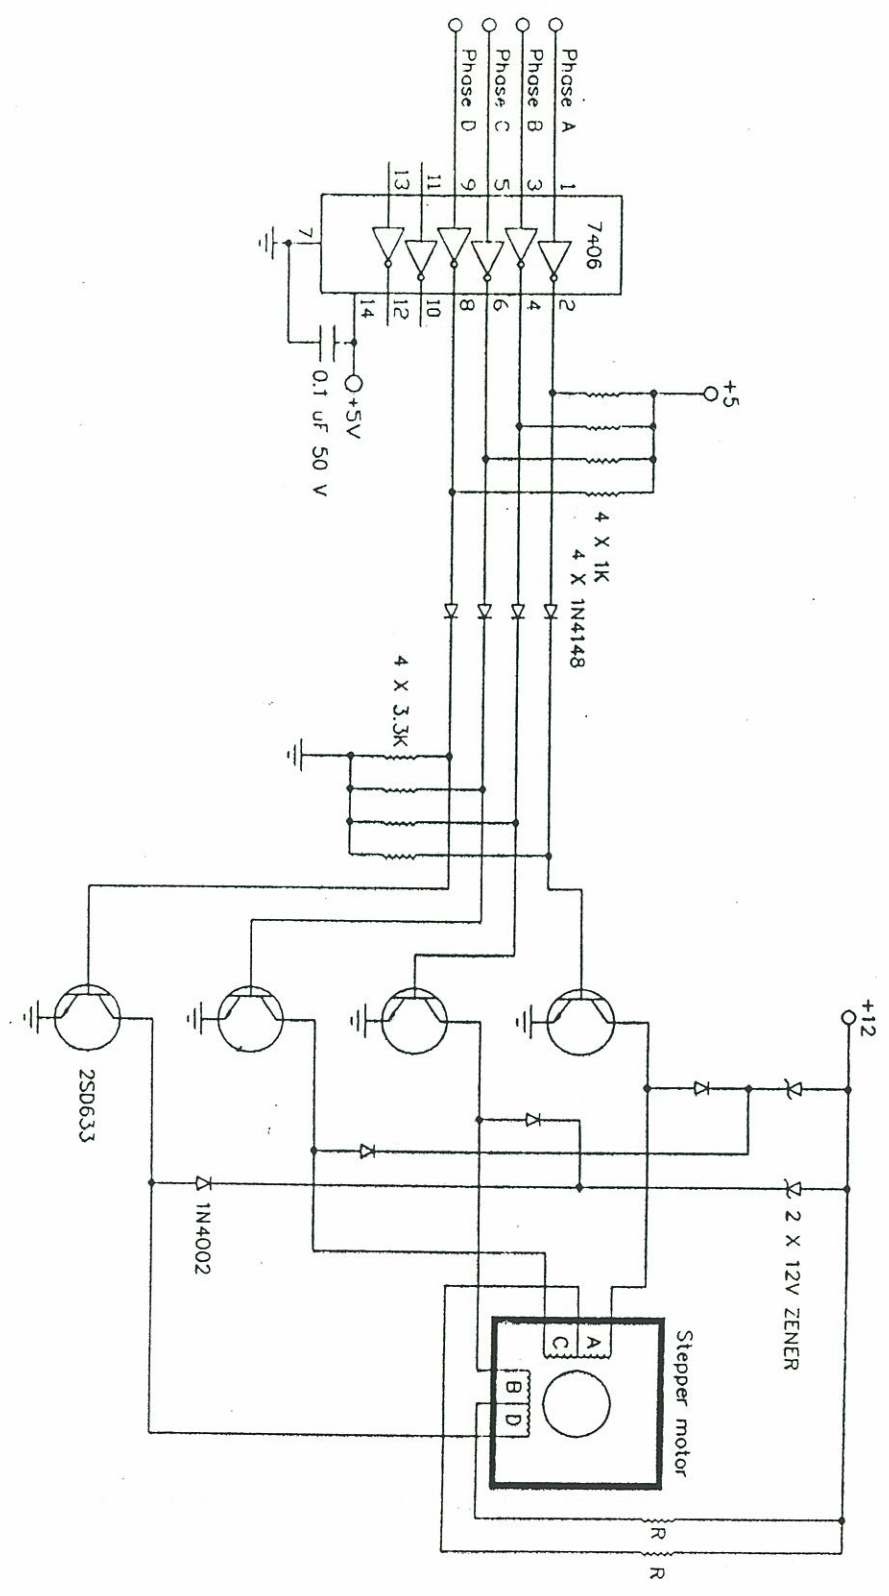 Phase A
Phase B
Phase C
Phase D
1
3
5
9
11
13
7406
7
2
4
6
8
10
12
14
+5V
0.1 uF 50 V
+5
4 X 1K
4 X 1N4148
4 X 3.3K
2SD633
1N4002
+12
2 X 12V ZENER
Stepper motor
A
C
B
D
R
R